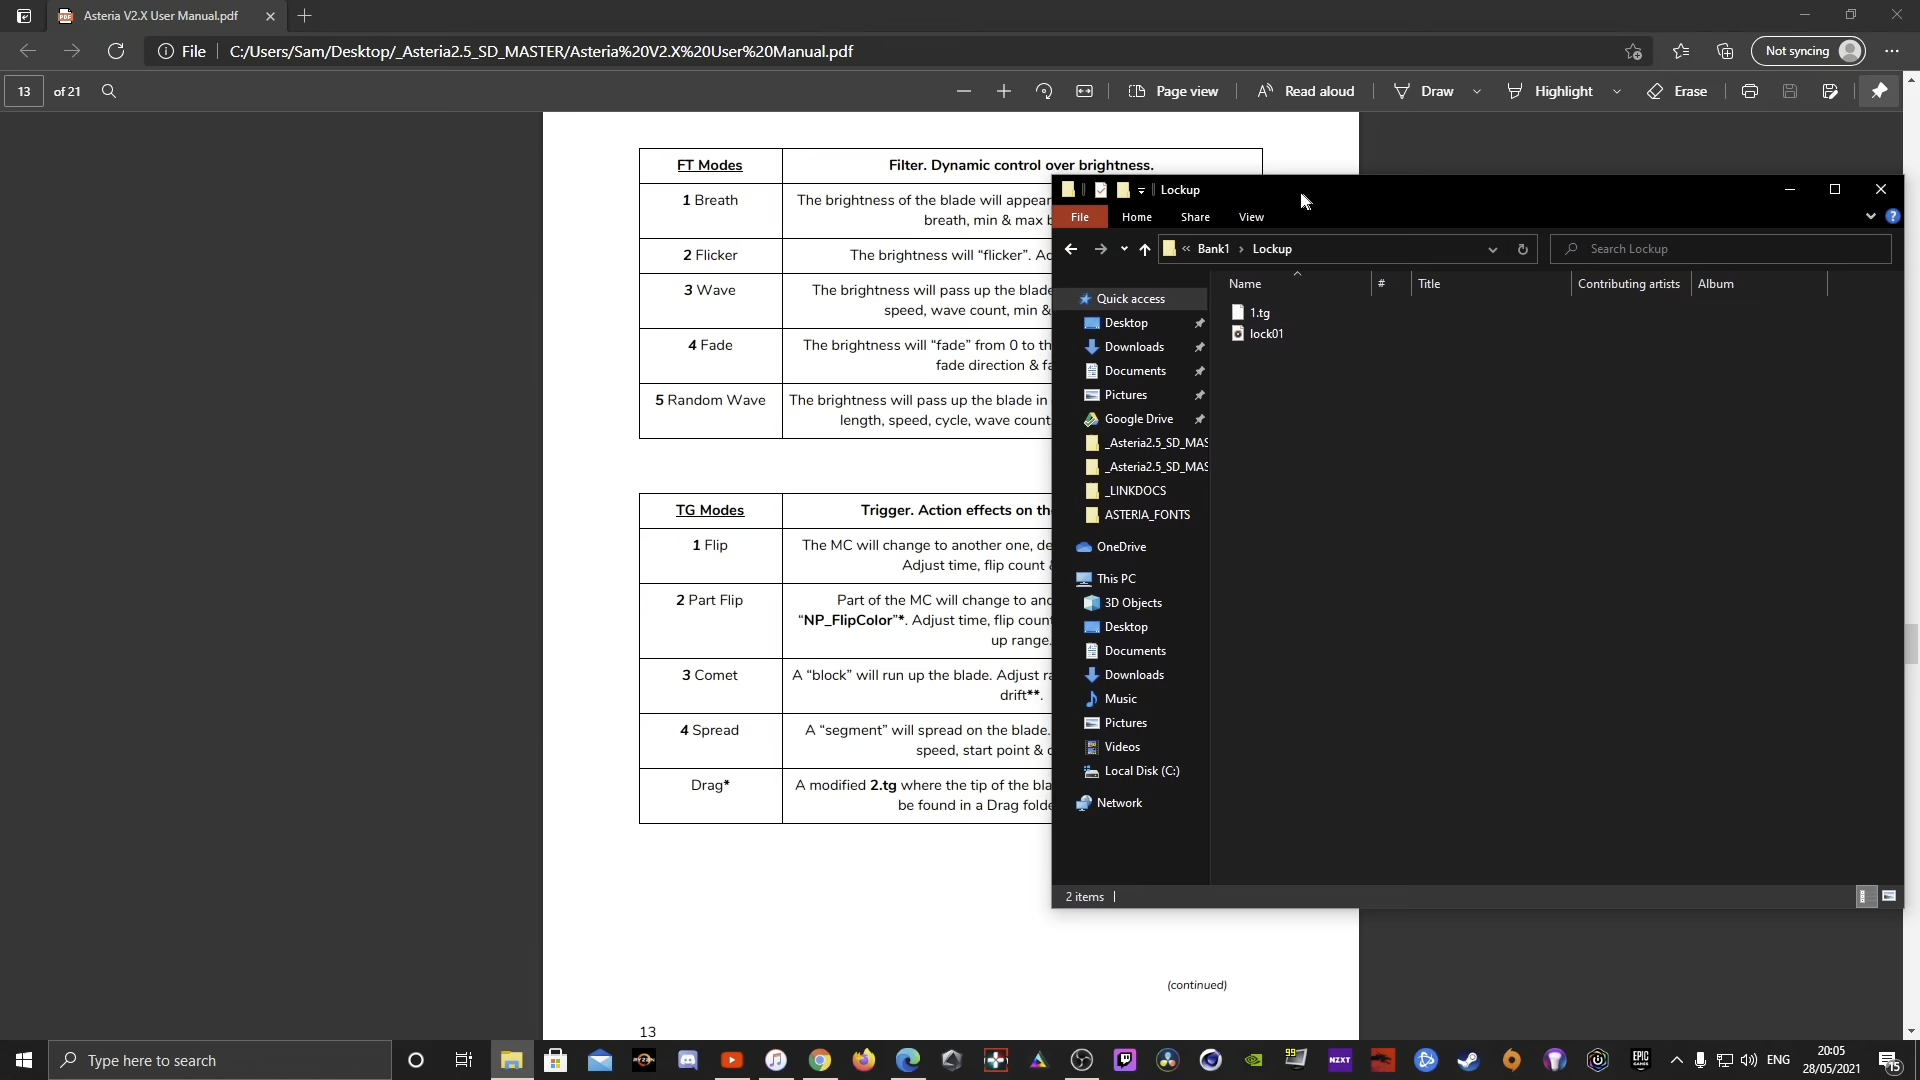 Asteria V2.X User Manual.pdf
File
C:/Users/Sam/Desktop/_Asteria2.5_SD_MASTER/Asteria%20V2.X%20User%20Manual.pdf
Not syncing
13
of 21
Page view
Read aloud
Draw
Highlight
Erase
FT Modes
Filter. Dynamic control over brightness.
1 Breath
The brightness of the blade will appear
breath, min & max
2 Flicker
The brightness will “flicker”.
3 Wave
The brightness will pass up the blade
speed, wave count, min &
4 Fade
The brightness will “fade” from 0 to
fade direction &
5 Random Wave
The brightness will pass up the blade in
length, speed, cycle, wave count
TG Modes
Trigger. Action effects on
1 Flip
The MC will change to another one,
Adjust time, flip count
2 Part Flip
Part of the MC will change to
“NP_FlipColor”*. Adjust time, flip
up range.
3 Comet
A “block” will run up the blade. Adjust
drift**.
4 Spread
A “segment” will spread on the blade.
speed, start point &
Drag*
A modified 2.tg where the tip of the
be found in a Drag
(continued)
13
Lockup
File
Home
Share
View
Bank1
Lockup
Search Lockup
Name
#
Title
Contributing artists
Album
1.tg
lock01
Quick access
Desktop
Downloads
Documents
Pictures
Google Drive
_Asteria2.5_SD_MAS
_Asteria2.5_SD_MAS
_LINKDOCS
ASTERIA_FONTS
OneDrive
This PC
3D Objects
Desktop
Documents
Downloads
Music
Pictures
Videos
Local Disk (C:)
Network
2 items
Type here to search
RYZEN
99+
NZXT
EPIC
GAMES
ENG
20:05
28/05/2021
15